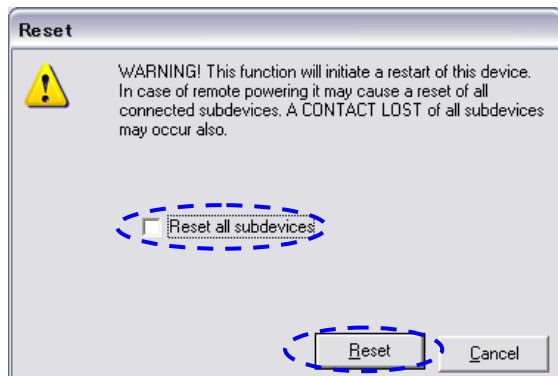 Reset
WARNING! This function will initiate a restart of this device.
In case of remote powering it may cause a reset of all
connected subdevices. A CONTACT LOST of all subdevices
may occur also.
Reset all subdevices
Reset
Cancel